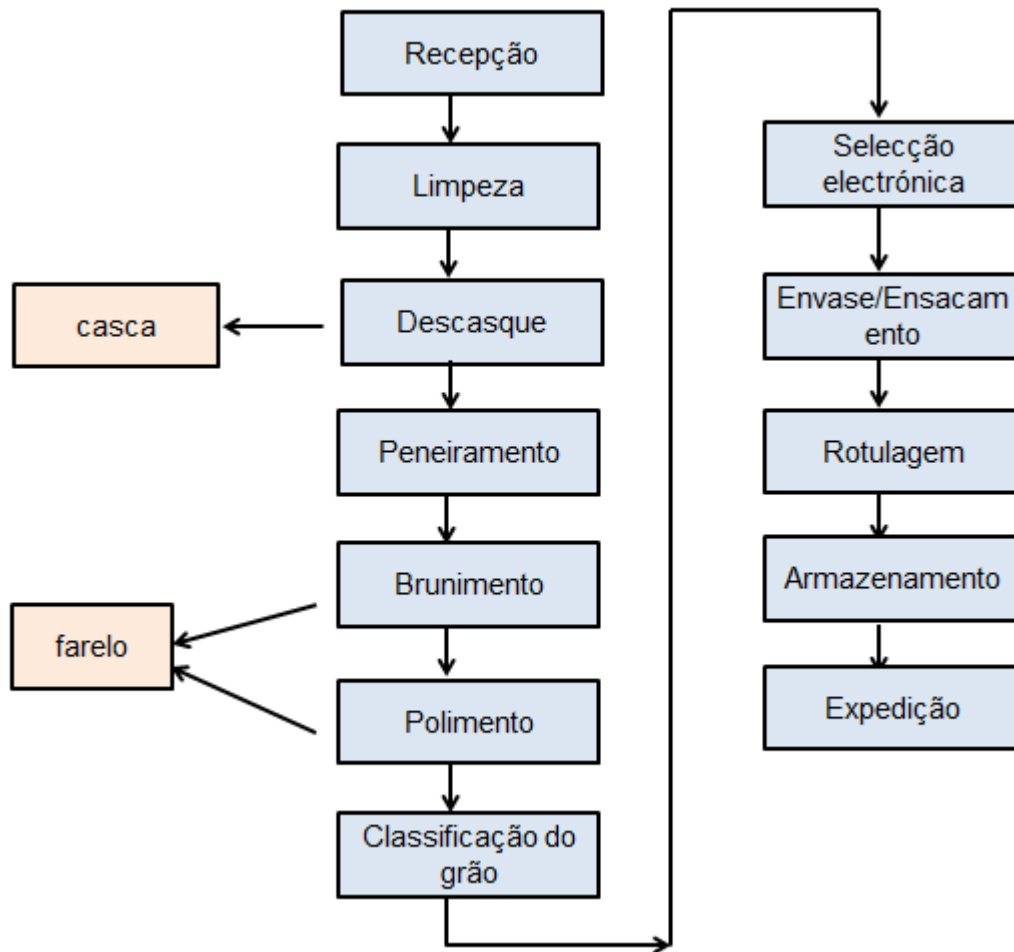 Recepção
Limpeza
Descasque
casca
Peneiramento
Brunimento
farelo
Polimento
Classificação do
grão
Selecção
electrónica
Envase/Ensacam
ento
Rotulagem
Armazenamento
Expedição